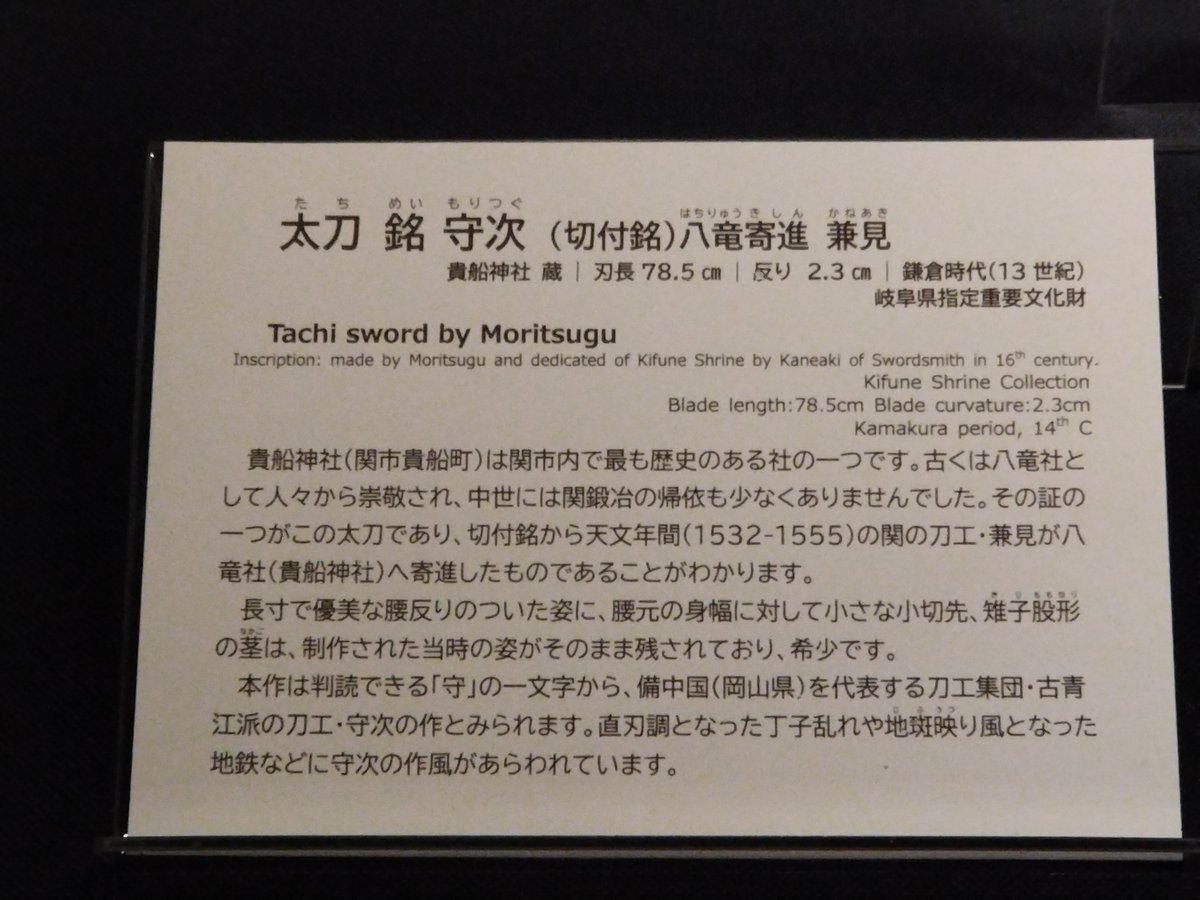 たち めい もりつぐ はちりゅうきしん かねあき
太刀 銘 守次 (切付銘)八竜寄進 兼見
貴船神社 蔵 | 刃長 78.5 ㎝ | 反り 2.3 ㎝ | 鎌倉時代(13 世紀)
岐阜県指定重要文化財
Tachi sword by Moritsugu
Inscription: made by Moritsugu and dedicated of Kifune Shrine by Kaneaki of Swordsmith in 16th century.
Kifune Shrine Collection
Blade length:78.5cm Blade curvature:2.3cm
Kamakura period, 14th C
貴船神社(関市貴船町)は関市内で最も歴史のある社の一つです。古くは八竜社と
して人々から崇敬され、中世には関鍛冶の帰依も少なくありませんでした。その証の
一つがこの太刀であり、切付銘から天文年間(1532-1555)の関の刀工・兼見が八
竜社(貴船神社)へ寄進したものであることがわかります。
長寸で優美な腰反りのついた姿に、腰元の身幅に対して小さな小切先、雉子股形
の茎は、制作された当時の姿がそのまま残されており、希少です。
本作は判読できる「守」の一文字から、備中国(岡山県)を代表する刀工集団・古青
江派の刀工・守次の作とみられます。直刃調となった丁子乱れや地斑映り風となった
地鉄などに守次の作風があらわれています。